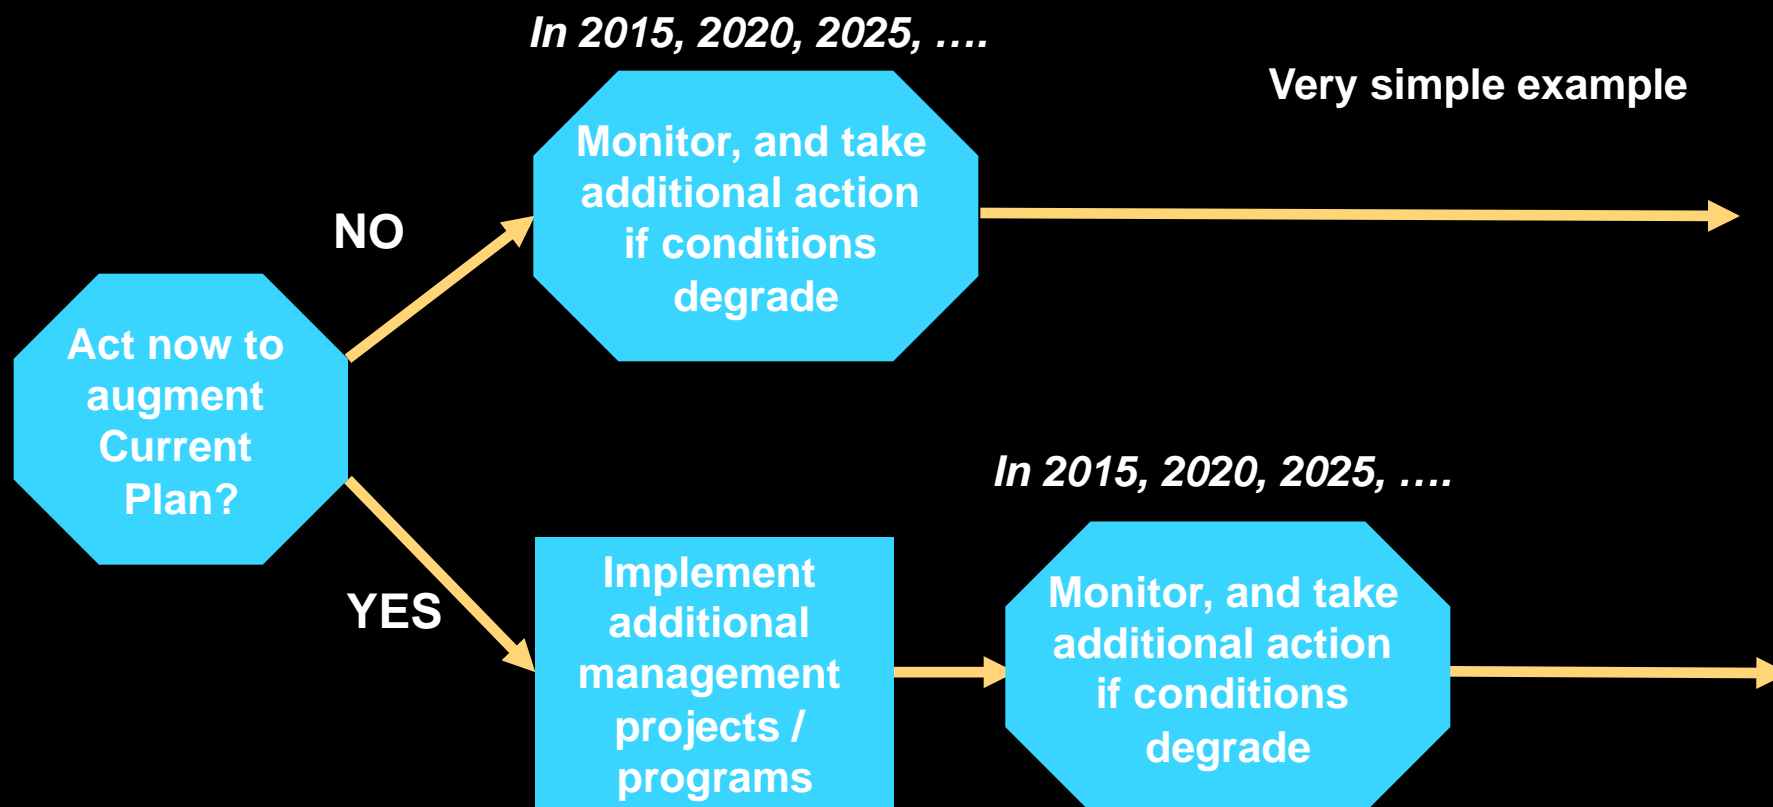 In 2015, 2020, 2025, ....
Very simple example
Monitor, and take
additional action
if conditions
degrade
NO
Act now to
augment
Current
Plan?
YES
In 2015, 2020, 2025, ....
Implement
additional
management
projects /
programs
Monitor, and take
additional action
if conditions
degrade